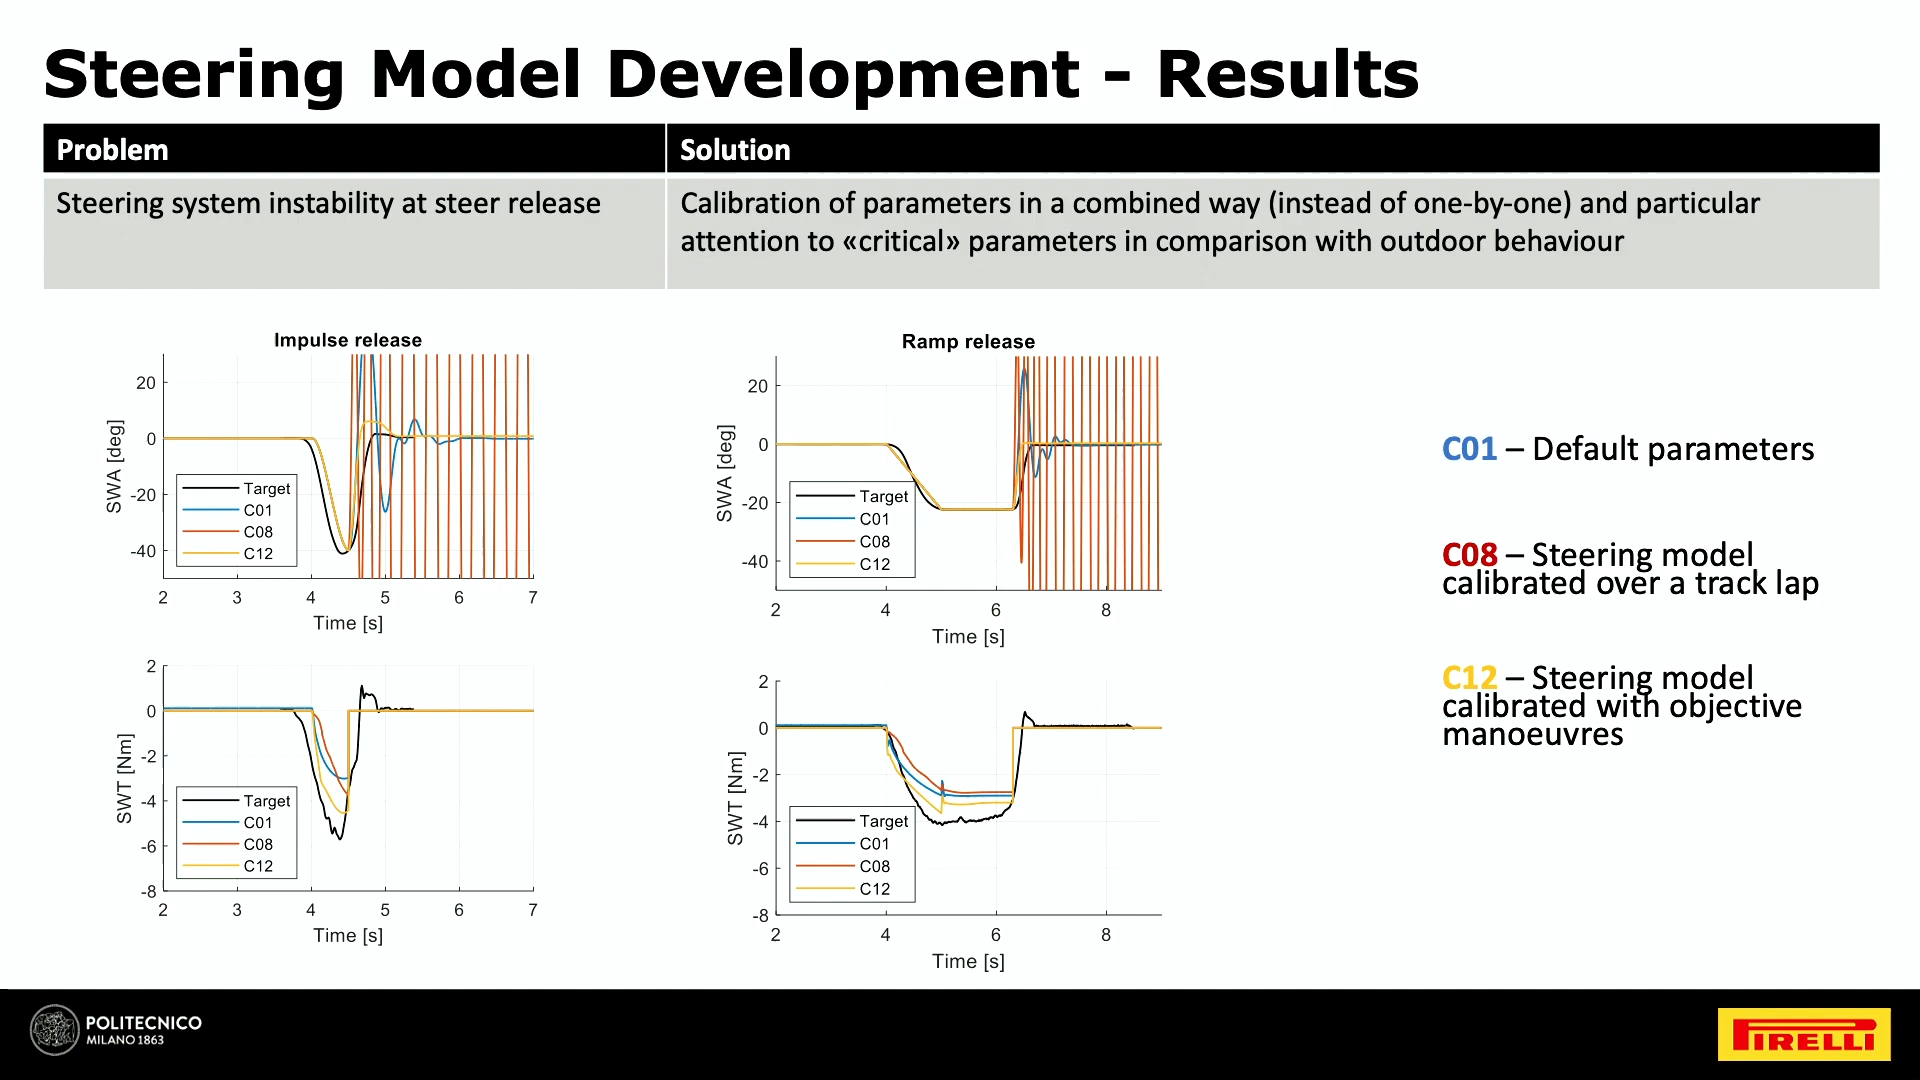 Steering Model Development - Results
Problem
Solution
Steering system instability at steer release
Calibration of parameters in a combined way (instead of one-by-one) and particular
attention to «critical» parameters in comparison with outdoor behaviour
Impulse release
20
0
-20
-40
SWA [deg]
Target
C01
C08
C12
2 3 4 5 6 7
Time [s]
Ramp release
20
0
-20
-40
SWA [deg]
Target
C01
C08
C12
2 4 6 8
Time [s]
2
0
-2
-4
-6
-8
SWT [Nm]
Target
C01
C08
C12
2 3 4 5 6 7
Time [s]
2
0
-2
-4
-6
-8
SWT [Nm]
Target
C01
C08
C12
2 4 6 8
Time [s]
C01 – Default parameters
C08 – Steering model
calibrated over a track lap
C12 – Steering model
calibrated with objective
manoeuvres
POLITECNICO
MILANO 1863
PIRELLI